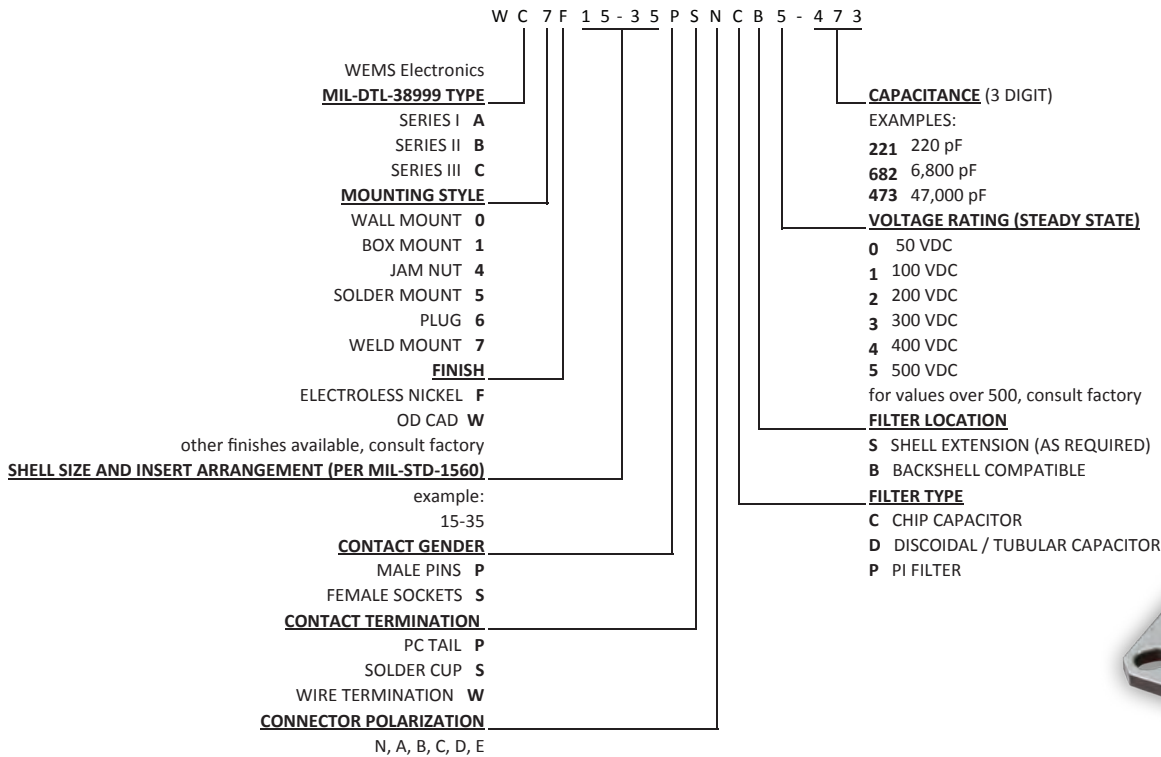 W C 7 F 1 5 - 3 5 P S N C B 5 - 4 7 3
WEMS Electronics
MIL-DTL-38999 TYPE
SERIES I A
SERIES II B
SERIES III C
MOUNTING STYLE
WALL MOUNT 0
BOX MOUNT 1
JAM NUT 4
SOLDER MOUNT 5
PLUG 6
WELD MOUNT 7
FINISH
ELECTROLESS NICKEL F
OD CAD W
other finishes available, consult factory
SHELL SIZE AND INSERT ARRANGEMENT (PER MIL-STD-1560)
example:
15-35
CONTACT GENDER
MALE PINS P
FEMALE SOCKETS S
CONTACT TERMINATION
PC TAIL P
SOLDER CUP S
WIRE TERMINATION W
CONNECTOR POLARIZATION
N, A, B, C, D, E
CAPACITANCE (3 DIGIT)
EXAMPLES:
221 220 pF
682 6,800 pF
473 47,000 pF
VOLTAGE RATING (STEADY STATE)
0 50 VDC
1 100 VDC
2 200 VDC
3 300 VDC
4 400 VDC
5 500 VDC
for values over 500, consult factory
FILTER LOCATION
S SHELL EXTENSION (AS REQUIRED)
B BACKSHELL COMPATIBLE
FILTER TYPE
C CHIP CAPACITOR
D DISCOIDAL / TUBULAR CAPACITOR
P PI FILTER